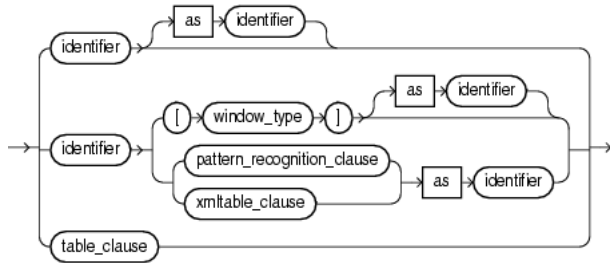 as identifier
identifier
as identifier
[ window_type ]
identifier pattern_recognition_clause
as identifier
xmltable_clause
table_clause